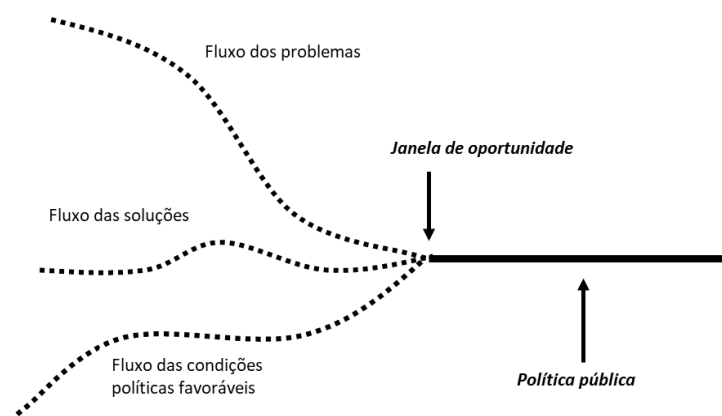 Fluxo dos problemas
Janela de oportunidade
Fluxo das soluções
Fluxo das condições
políticas favoráveis
Política pública